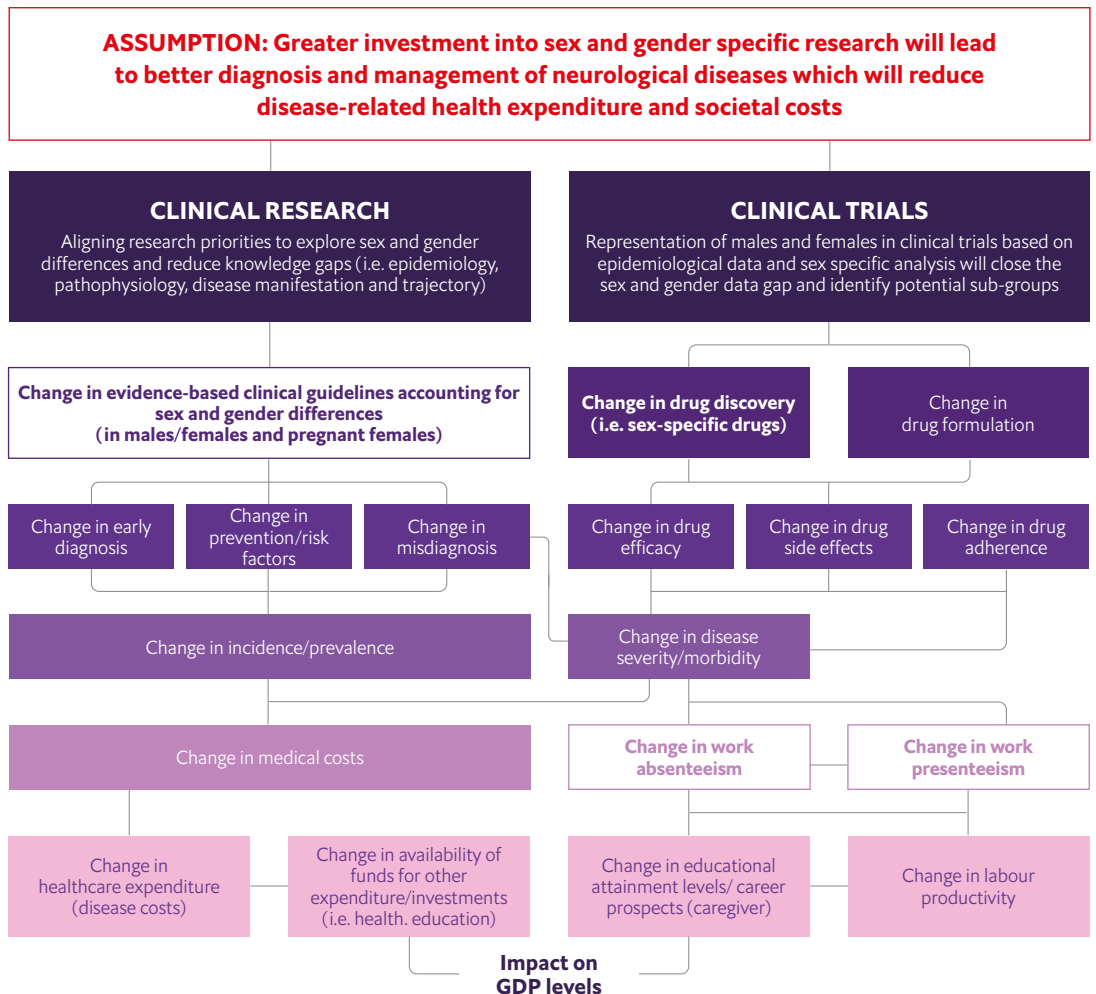 ASSUMPTION: Greater investment into sex and gender specific research will lead
to better diagnosis and management of neurological diseases which will reduce
disease-related health expenditure and societal costs
CLINICAL RESEARCH
Aligning research priorities to explore sex and gender
differences and reduce knowledge gaps (i.e. epidemiology,
pathophysiology, disease manifestation and trajectory)
CLINICAL TRIALS
Representation of males and females in clinical trials based on
epidemiological data and sex specific analysis will close the
sex and gender data gap and identify potential sub-groups
Change in evidence-based clinical guidelines accounting for
sex and gender differences
(in males/females and pregnant females)
Change in drug discovery
(i.e. sex-specific drugs)
Change in
drug formulation
Change in early
diagnosis
Change in
prevention/risk
factors
Change in
misdiagnosis
Change in drug
efficacy
Change in drug
side effects
Change in drug
adherence
Change in incidence/prevalence
Change in disease
severity/morbidity
Change in medical costs
Change in work
absenteeism
Change in work
presenteeism
Change in
healthcare expenditure
(disease costs)
Change in availability of
funds for other
expenditure/investments
(i.e. health. education)
Change in educational
attainment levels/ career
prospects (caregiver)
Change in labour
productivity
Impact on
GDP levels